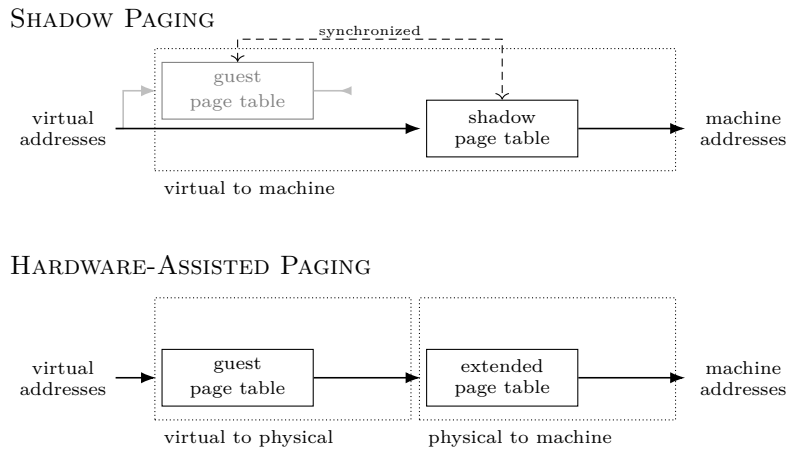 SHADOW PAGING
synchronized
guest
page table
virtual
addresses
shadow
page table
machine
addresses
virtual to machine
HARDWARE-ASSISTED PAGING
virtual
addresses
guest
page table
extended
page table
machine
addresses
virtual to physical
physical to machine